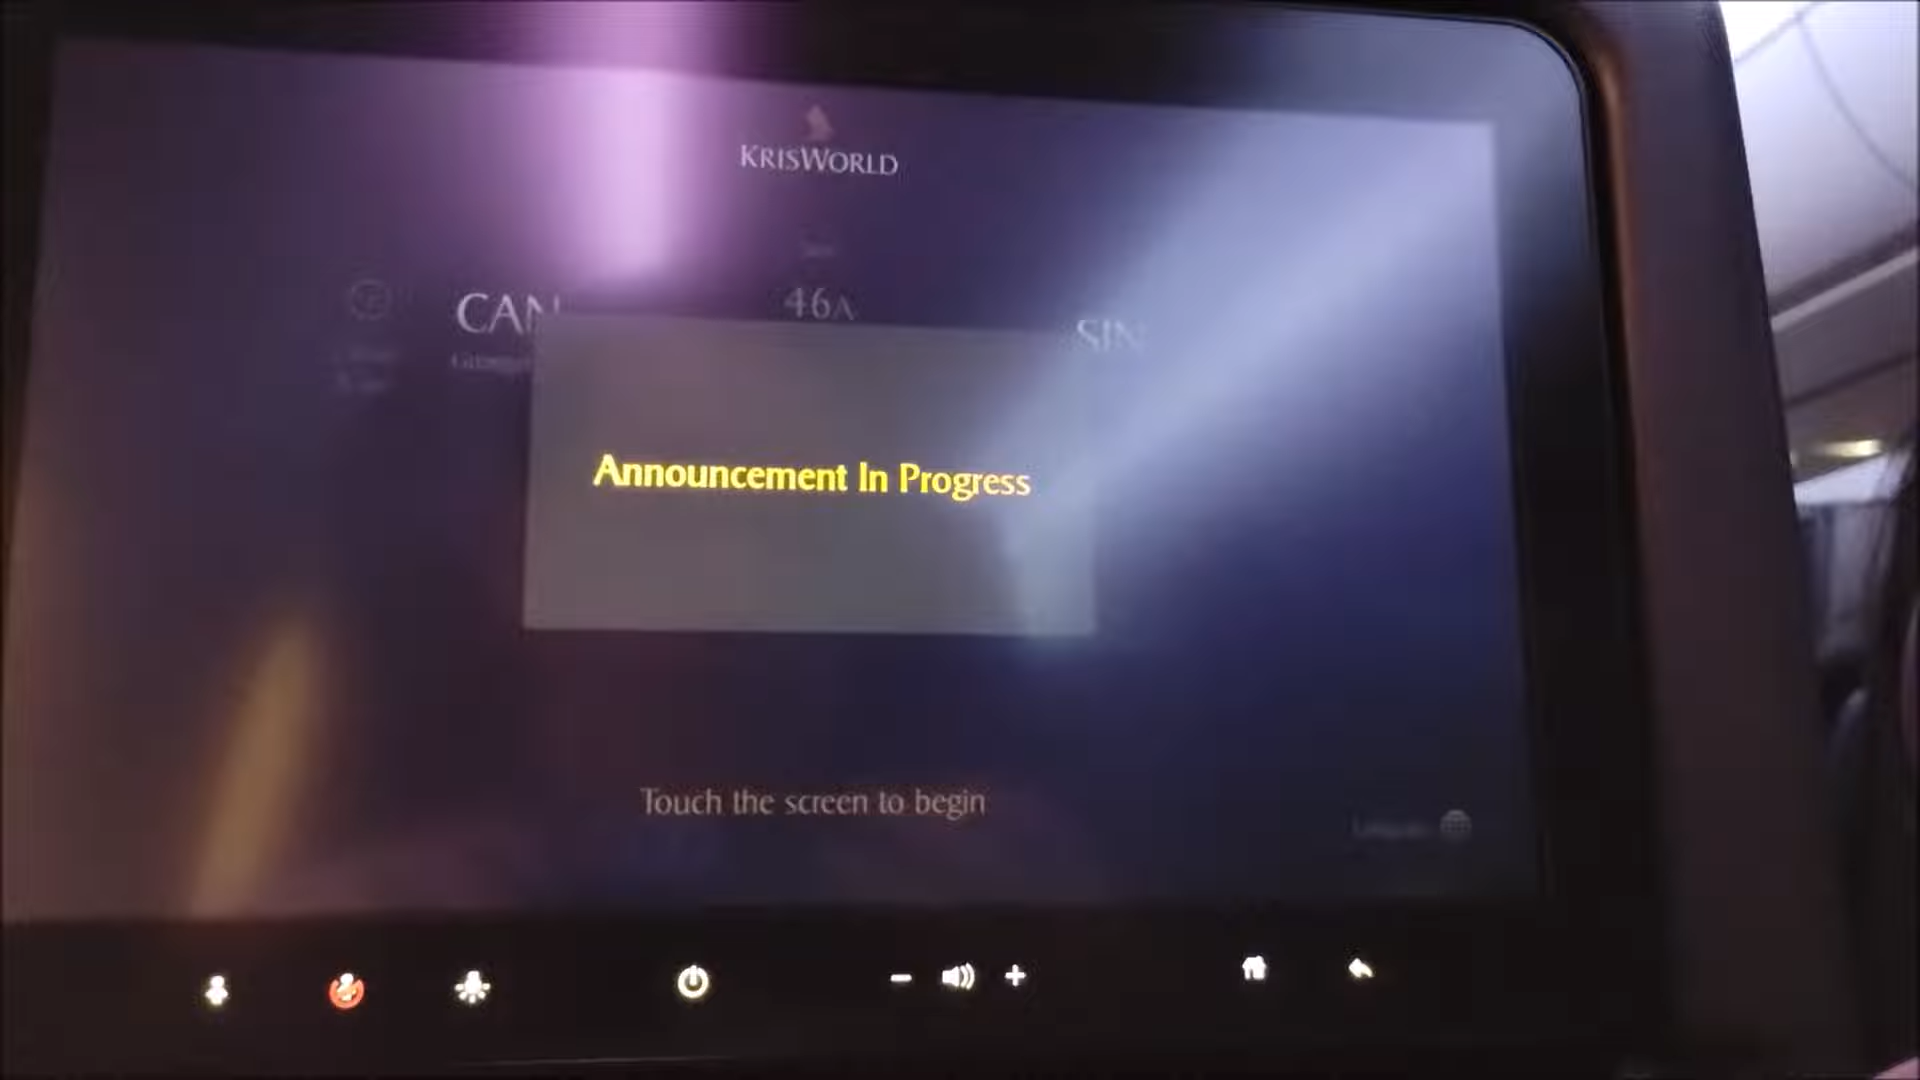 KRISWORLD
CAN
46A
SIN
Announcement In Progress
Touch the screen to begin